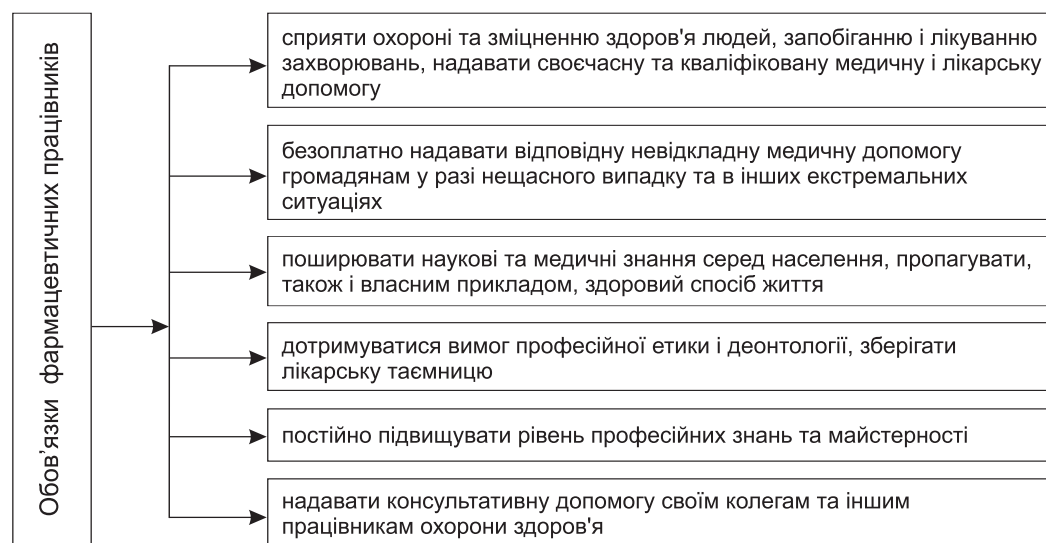 Обов’язки фармацевтичних працівників
сприяти охороні та зміцненню здоров'я людей, запобіганню і лікуванню
захворювань, надавати своєчасну та кваліфіковану медичну і лікарську
допомогу
безоплатно надавати відповідну невідкладну медичну допомогу
громадянам у разі нещасного випадку та в інших екстремальних
ситуаціях
поширювати наукові та медичні знання серед населення, пропагувати,
також і власним прикладом, здоровий спосіб життя
дотримуватися вимог професійної етики і деонтології, зберігати
лікарську таємницю
постійно підвищувати рівень професійних знань та майстерності
надавати консультативну допомогу своїм колегам та іншим
працівникам охорони здоров'я